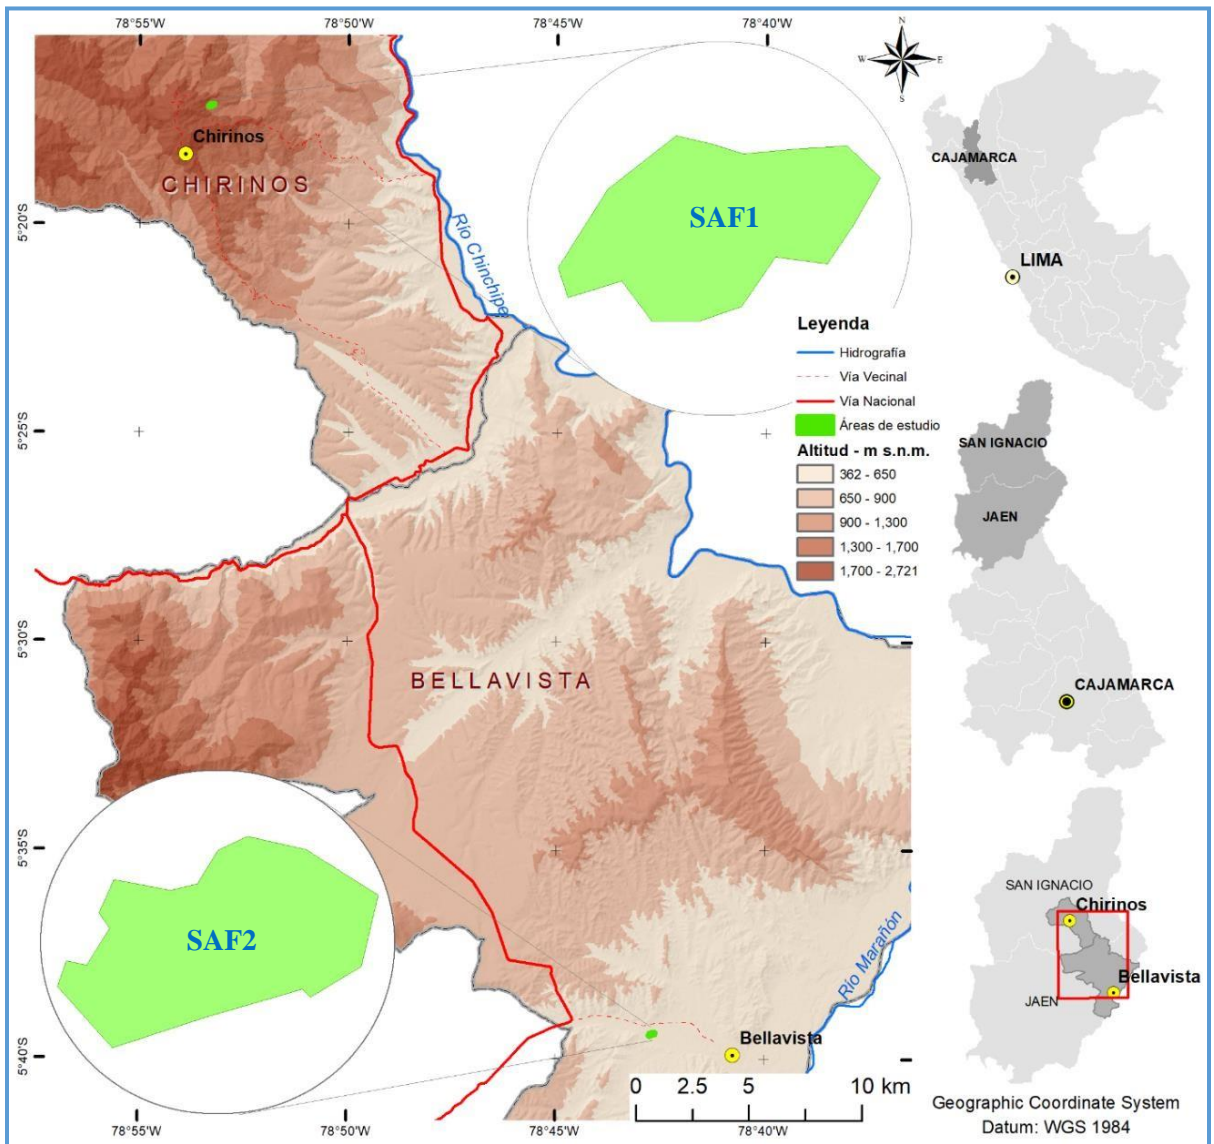 78°55'W
78°50'W
78°45'W
78°40'W
N
W
E
S
Chirinos
CHIRINOS
5°20'S
Río Chinchipe
SAF1
CAJAMARCA
LIMA
Leyenda
Hidrografía
Vía Vecinal
Vía Nacional
Áreas de estudio
Altitud - m s.n.m.
362 - 650
650 - 900
900 - 1,300
1,300 - 1,700
1,700 - 2,721
5°25'S
SAN IGNACIO
JAEN
5°30'S
BELLAVISTA
CAJAMARCA
5°35'S
SAF2
SAN IGNACIO
Chirinos
Bellavista
JAEN
Río Marañón
5°40'S
Bellavista
0 2.5 5 10 km
78°55'W
78°50'W
78°45'W
78°40'W
Geographic Coordinate System
Datum: WGS 1984